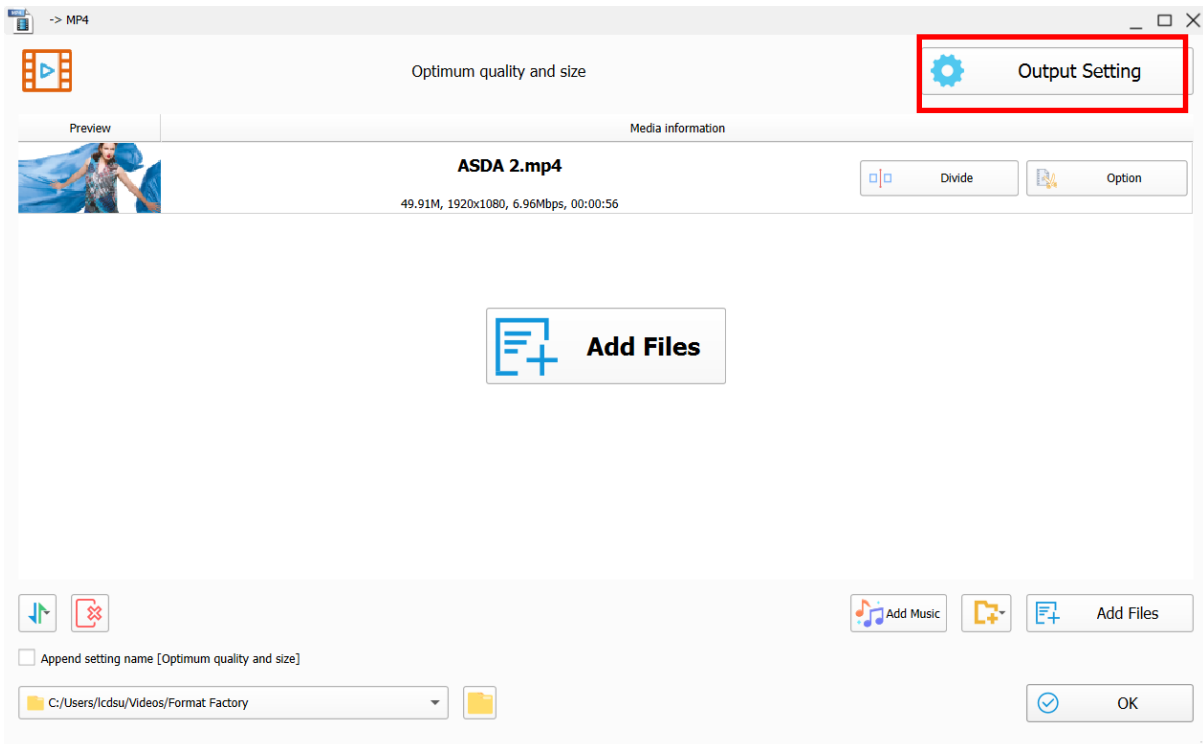 -> MP4
Optimum quality and size
Output Setting
Preview
Media information
ASDA 2.mp4
49.91M, 1920x1080, 6.96Mbps, 00:00:56
Divide
Option
Add Files
Add Music
Add Files
Append setting name [Optimum quality and size]
C:/Users/lcdsu/Videos/Format Factory
OK